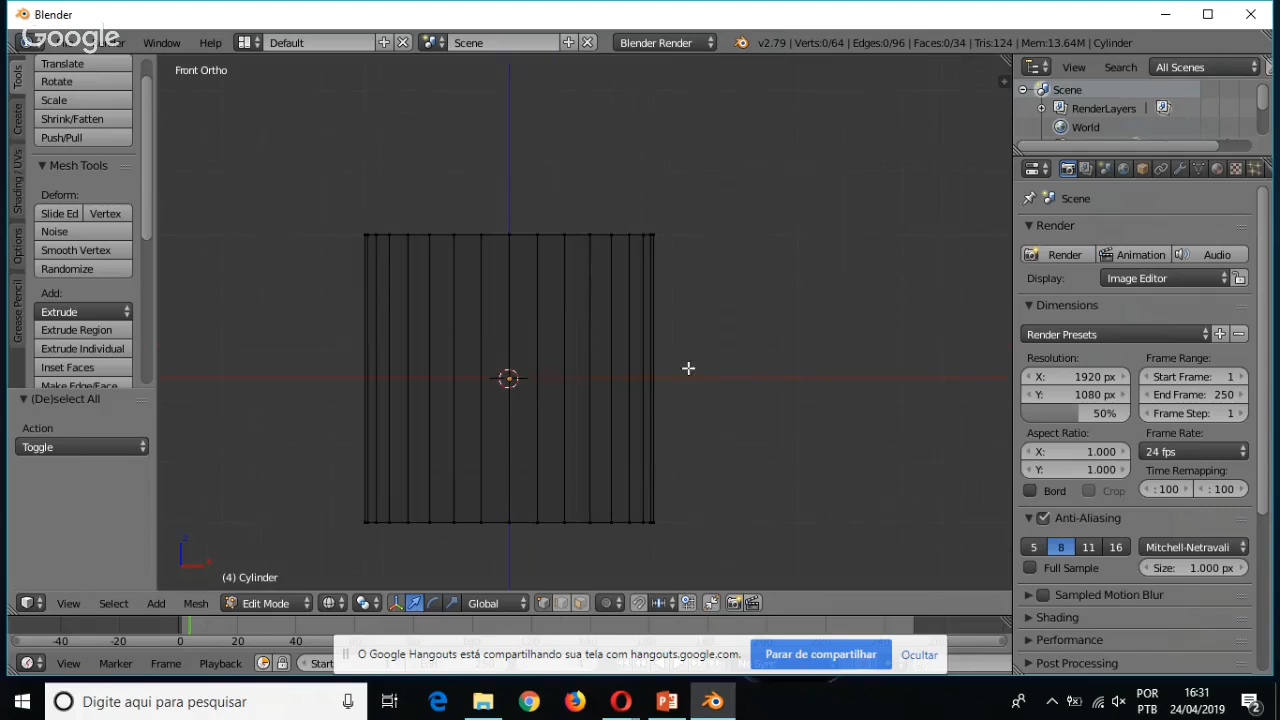 Blender
Google
Window
Help
Default
Scene
Blender Render
v2.79 | Verts:0/64 | Edges:0/96 | Faces:0/34 | Tris:124 | Mem:13.64M | Cylinder
Tools
Create
Shading / UVs
Options
Grease Pencil
Translate
Rotate
Scale
Shrink/Fatten
Push/Pull
Mesh Tools
Deform:
Slide Ed
Vertex
Noise
Smooth Vertex
Randomize
Add:
Extrude
Extrude Region
Extrude Individual
Inset Faces
Make Edge/Face
(De)select All
Action
Toggle
Front Ortho
(4) Cylinder
View
Select
Add
Mesh
Edit Mode
Global
-40
-20
0
20
40
View
Marker
Frame
Playback
Start
O Google Hangouts está compartilhando sua tela com hangouts.google.com.
Parar de compartilhar
Ocultar
View
Search
All Scenes
Scene
RenderLayers
World
Scene
Render
Render
Animation
Audio
Display:
Image Editor
Dimensions
Render Presets
Resolution:
Frame Range:
X: 1920 px
Start Frame: 1
Y: 1080 px
End Frame: 250
50%
Frame Step: 1
Aspect Ratio:
Frame Rate:
X: 1.000
24 fps
Y: 1.000
Time Remapping:
Bord
Crop
: 100
: 100
Anti-Aliasing
5
8
11
16
Mitchell-Netravali
Full Sample
Size: 1.000 px
Sampled Motion Blur
Shading
Performance
Post Processing
Digite aqui para pesquisar
POR
PTB
16:31
24/04/2019
2